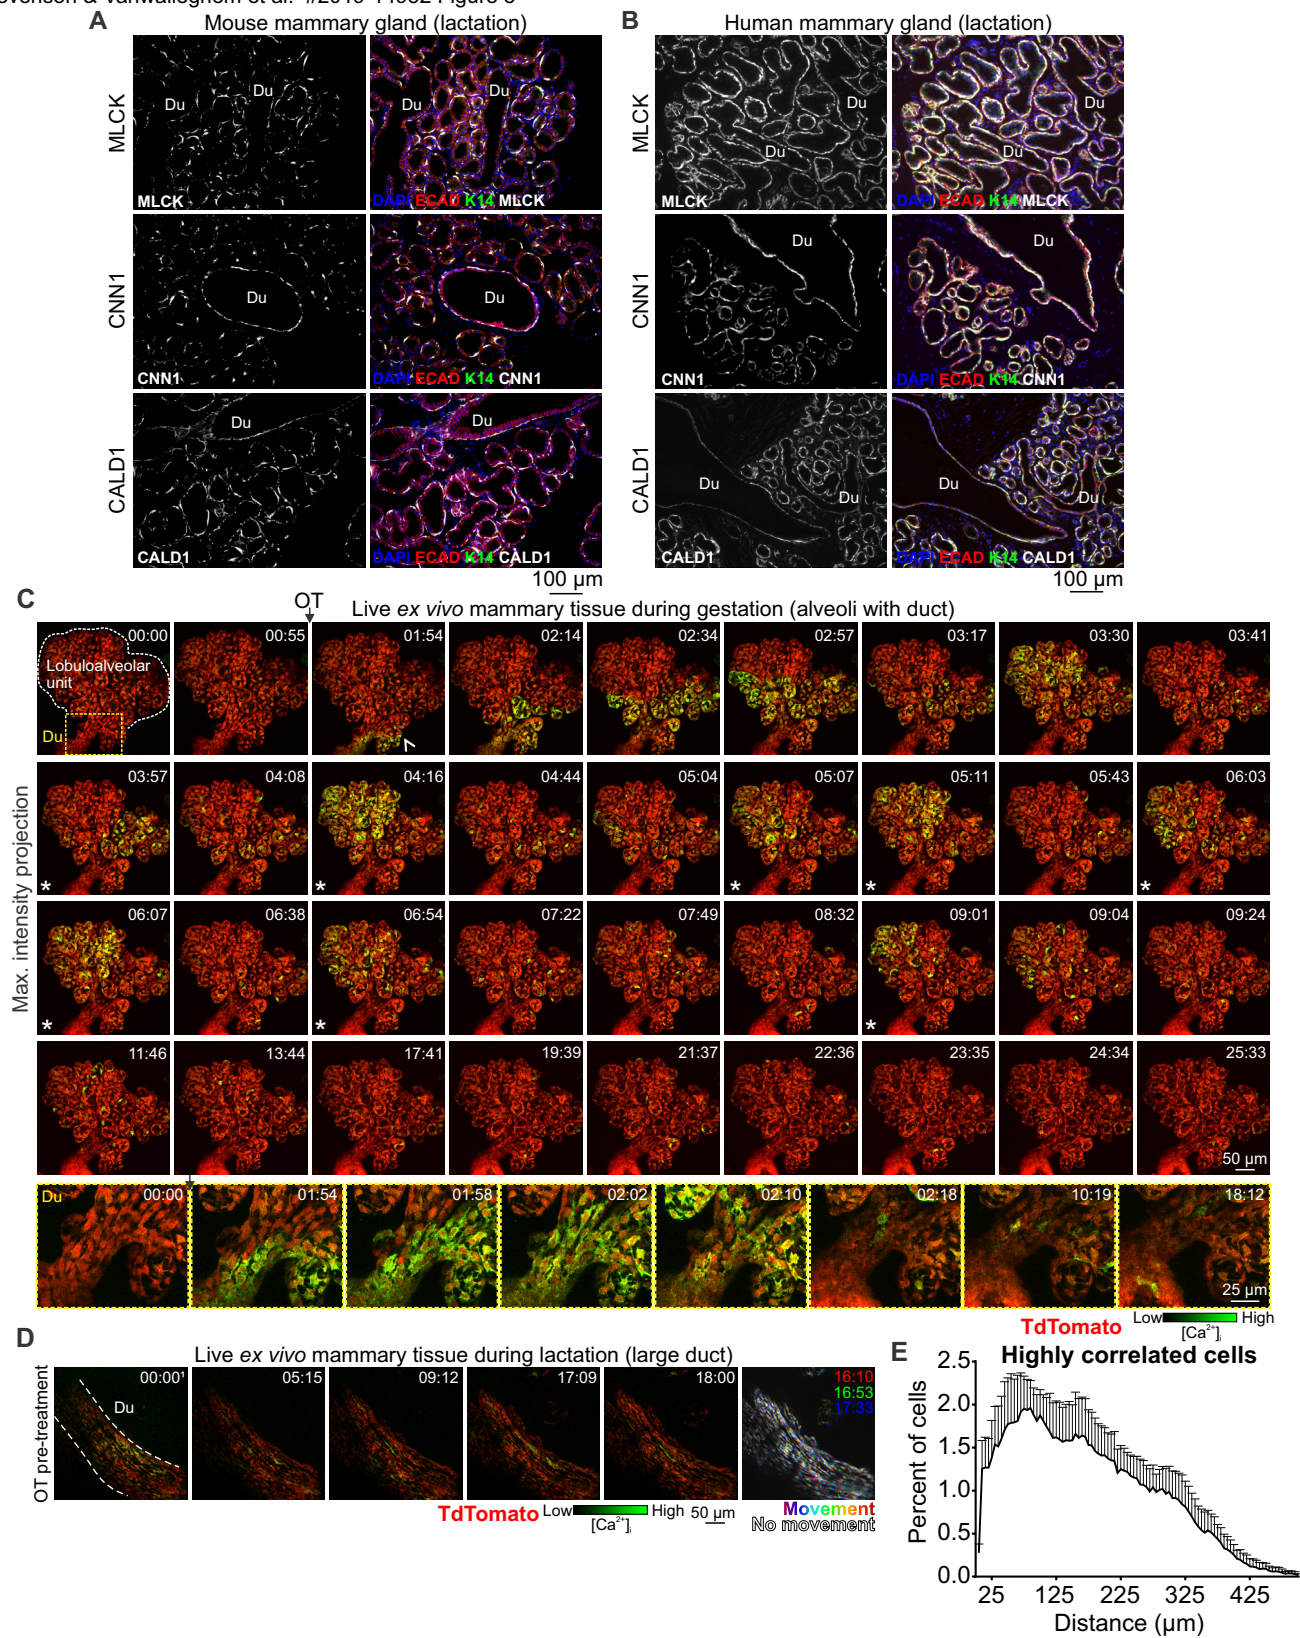 A Mouse mammary gland (lactation)
B Human mammary gland (lactation)
MLCK
Du
Du
MLCK
Du
Du
DAPI ECAD K14 MLCK
MLCK
Du
MLCK
Du
Du
DAPI ECAD K14 MLCK
CNN1
Du
CNN1
Du
DAPI ECAD K14 CNN1
CNN1
Du
CNN1
Du
DAPI ECAD K14 CNN1
CALD1
Du
CALD1
Du
DAPI ECAD K14 CALD1
100 µm
CALD1
Du
Du
CALD1
Du
Du
DAPI ECAD K14 CALD1
100 µm
C
OT
Live ex vivo mammary tissue during gestation (alveoli with duct)
Max. intensity projection
00:00 00:55 01:54 02:14 02:34 02:57 03:17 03:30 03:41
Lobuloalveolar
unit
Du
03:57 04:08 04:16 04:44 05:04 05:07 05:11 05:43 06:03
* * * * *
06:07 06:38 06:54 07:22 07:49 08:32 09:01 09:04 09:24
* * *
11:46 13:44 17:41 19:39 21:37 22:36 23:35 24:34 25:33
50 µm
Du 00:00 01:54 01:58 02:02 02:10 02:18 10:19 18:12
25 µm
TdTomato Low High
[Ca²⁺]i
D
Live ex vivo mammary tissue during lactation (large duct)
OT pre-treatment
00:00¹ 05:15 09:12 17:09 18:00 16:10
16:53
17:33
Du
TdTomato Low High 50 µm
[Ca²⁺]i
Movement
No movement
E Highly correlated cells
Percent of cells
2.5
2.0
1.5
1.0
0.5
0.0
25 125 225 325 425
Distance (µm)